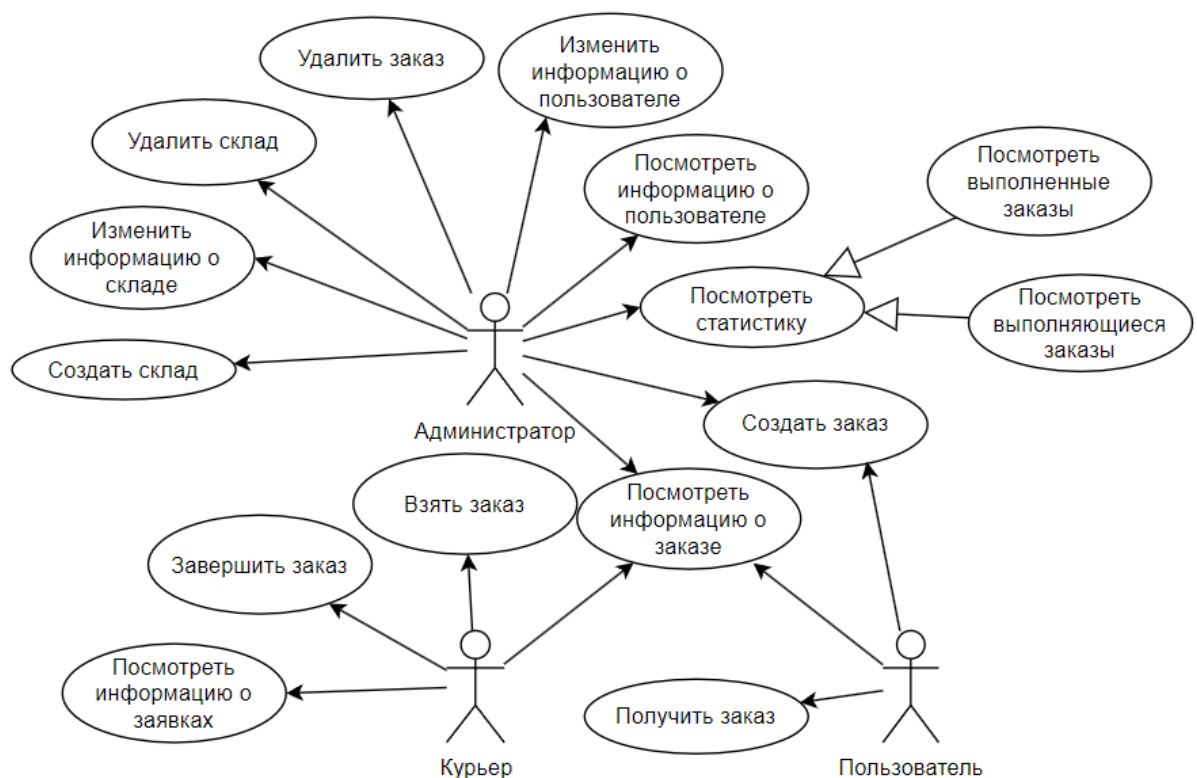 Удалить заказ
Изменить
информацию о
пользователе
Удалить склад
Посмотреть
информацию о
пользователе
Посмотреть
выполненные
заказы
Изменить
информацию о
складе
Посмотреть
статистику
Посмотреть
выполняющиеся
заказы
Создать склад
Администратор
Создать заказ
Взять заказ
Посмотреть
информацию о
заказе
Завершить заказ
Посмотреть
информацию о
заявках
Получить заказ
Курьер
Пользователь